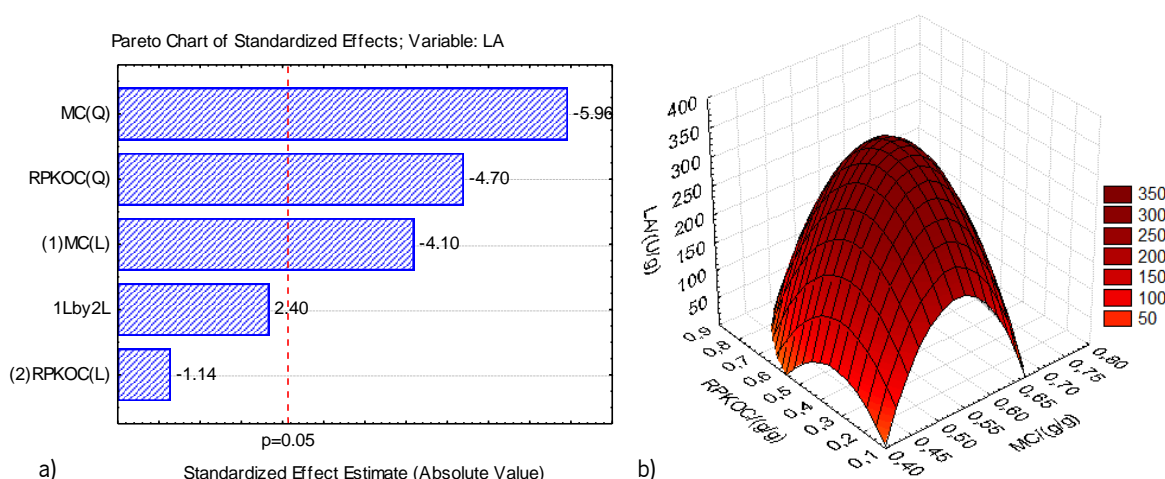 Pareto Chart of Standardized Effects; Variable: LA
MC(Q)
-5.96
RPKOC(Q)
-4.70
(1)MC(L)
-4.10
1Lby2L
2.40
(2)RPKOC(L)
-1.14
p=0.05
Standardized Effect Estimate (Absolute Value)
a)
400
350
300
250
200
150
100
50
LA/(U/g)
0,9
0,8
0,7
0,6
0,5
0,4
0,3
0,2
0,1
RPKOC/(g/g)
0,40
0,45
0,50
0,55
0,60
0,65
0,70
0,75
0,80
MC/(g/g)
350
300
250
200
150
100
50
b)